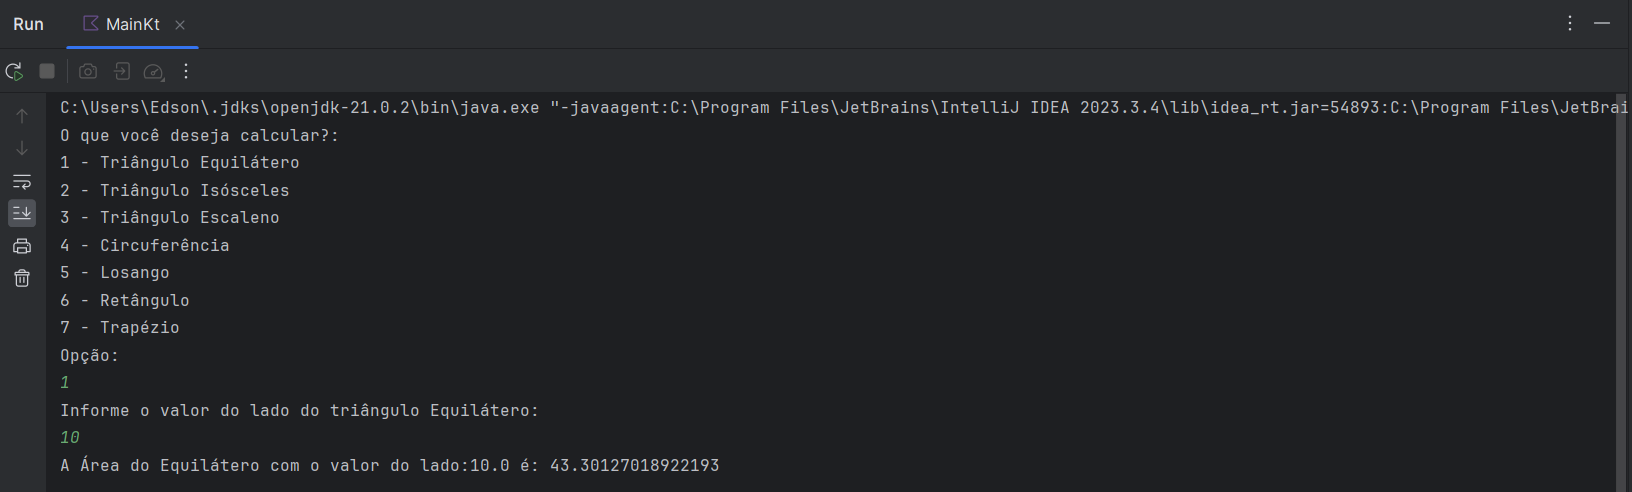 Run MainKt
C:\Users\Edson\.jdks\openjdk-21.0.2\bin\java.exe "-javaagent:C:\Program Files\JetBrains\IntelliJ IDEA 2023.3.4\lib\idea_rt.jar=54893:C:\Program Files\JetBrai
O que você deseja calcular?:
1 - Triângulo Equilátero
2 - Triângulo Isósceles
3 - Triângulo Escaleno
4 - Circuferência
5 - Losango
6 - Retângulo
7 - Trapézio
Opção:
1
Informe o valor do lado do triângulo Equilátero:
10
A Área do Equilátero com o valor do lado:10.0 é: 43.30127018922193